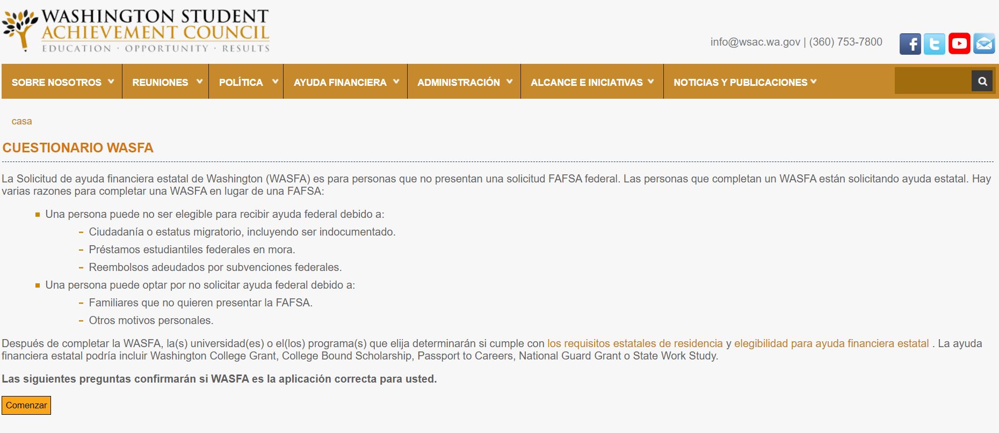 WASHINGTON STUDENT
ACHIEVEMENT COUNCIL
EDUCATION · OPPORTUNITY · RESULTS
info@wsac.wa.gov | (360) 753-7800
SOBRE NOSOTROS REUNIONES POLÍTICA AYUDA FINANCIERA ADMINISTRACIÓN ALCANCE E INICIATIVAS NOTICIAS Y PUBLICACIONES
casa
CUESTIONARIO WASFA
La Solicitud de ayuda financiera estatal de Washington (WASFA) es para personas que no presentan una solicitud FAFSA federal. Las personas que completan un WASFA están solicitando ayuda estatal. Hay
varias razones para completar una WASFA en lugar de una FAFSA:
Una persona puede no ser elegible para recibir ayuda federal debido a:
Ciudadanía o estatus migratorio, incluyendo ser indocumentado.
Préstamos estudiantiles federales en mora.
Reembolsos adeudados por subvenciones federales.
Una persona puede optar por no solicitar ayuda federal debido a:
Familiares que no quieren presentar la FAFSA.
Otros motivos personales.
Después de completar la WASFA, la(s) universidad(es) o el(los) programa(s) que elija determinarán si cumple con los requisitos estatales de residencia y elegibilidad para ayuda financiera estatal . La ayuda
financiera estatal podría incluir Washington College Grant, College Bound Scholarship, Passport to Careers, National Guard Grant o State Work Study.
Las siguientes preguntas confirmarán si WASFA es la aplicación correcta para usted.
Comenzar